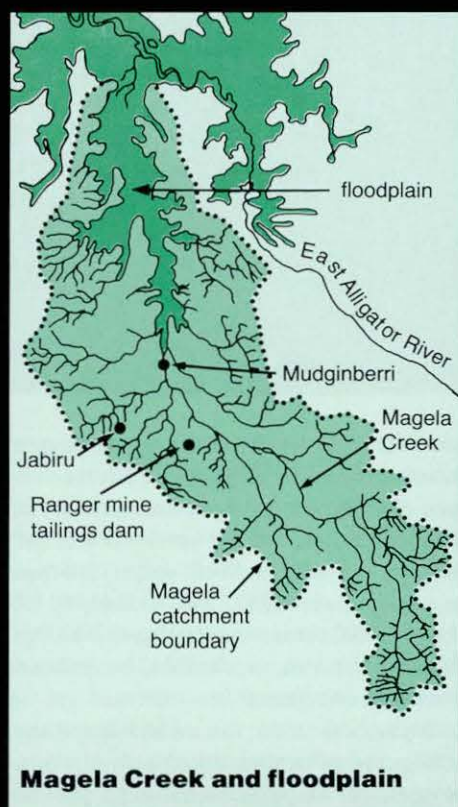 floodplain
East Alligator River
Mudginberri
Magela
Creek
Jabiru
Ranger mine
tailings dam
Magela
catchment
boundary
Magela Creek and floodplain